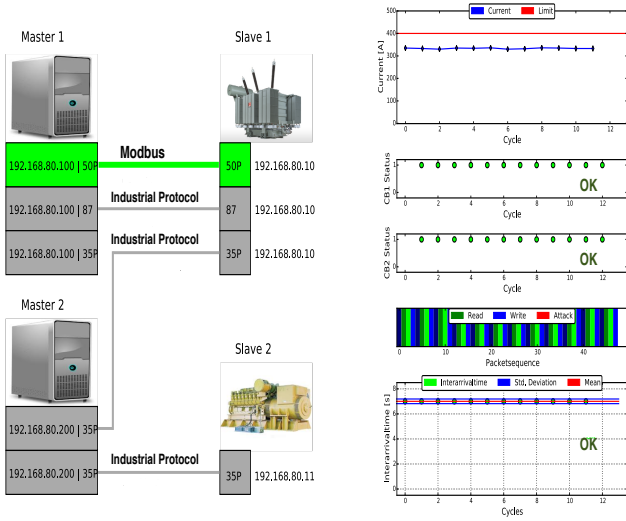 Master 1
Slave 1
192.168.80.100 | 50P
Modbus
50P
192.168.80.10
192.168.80.100 | 87
Industrial Protocol
87
192.168.80.10
192.168.80.100 | 35P
Industrial Protocol
35P
192.168.80.10
Master 2
Slave 2
192.168.80.200 | 35P
192.168.80.200 | 35P
Industrial Protocol
35P
192.168.80.11
Current
Limit
Current [A]
500
400
300
200
100
0
0 2 4 6 8 10 12
Cycle
CB1 Status
1
0
OK
0 2 4 6 8 10 12
Cycle
CB2 Status
1
0
OK
0 2 4 6 8 10 12
Cycle
Read
Write
Attack
0 10 20 30 40
Packetsequence
Interarrivaltime
Std, Deviation
Mean
Interarrivaltime [s]
8
6
4
2
0
OK
0 2 4 6 8 10 12
Cycles